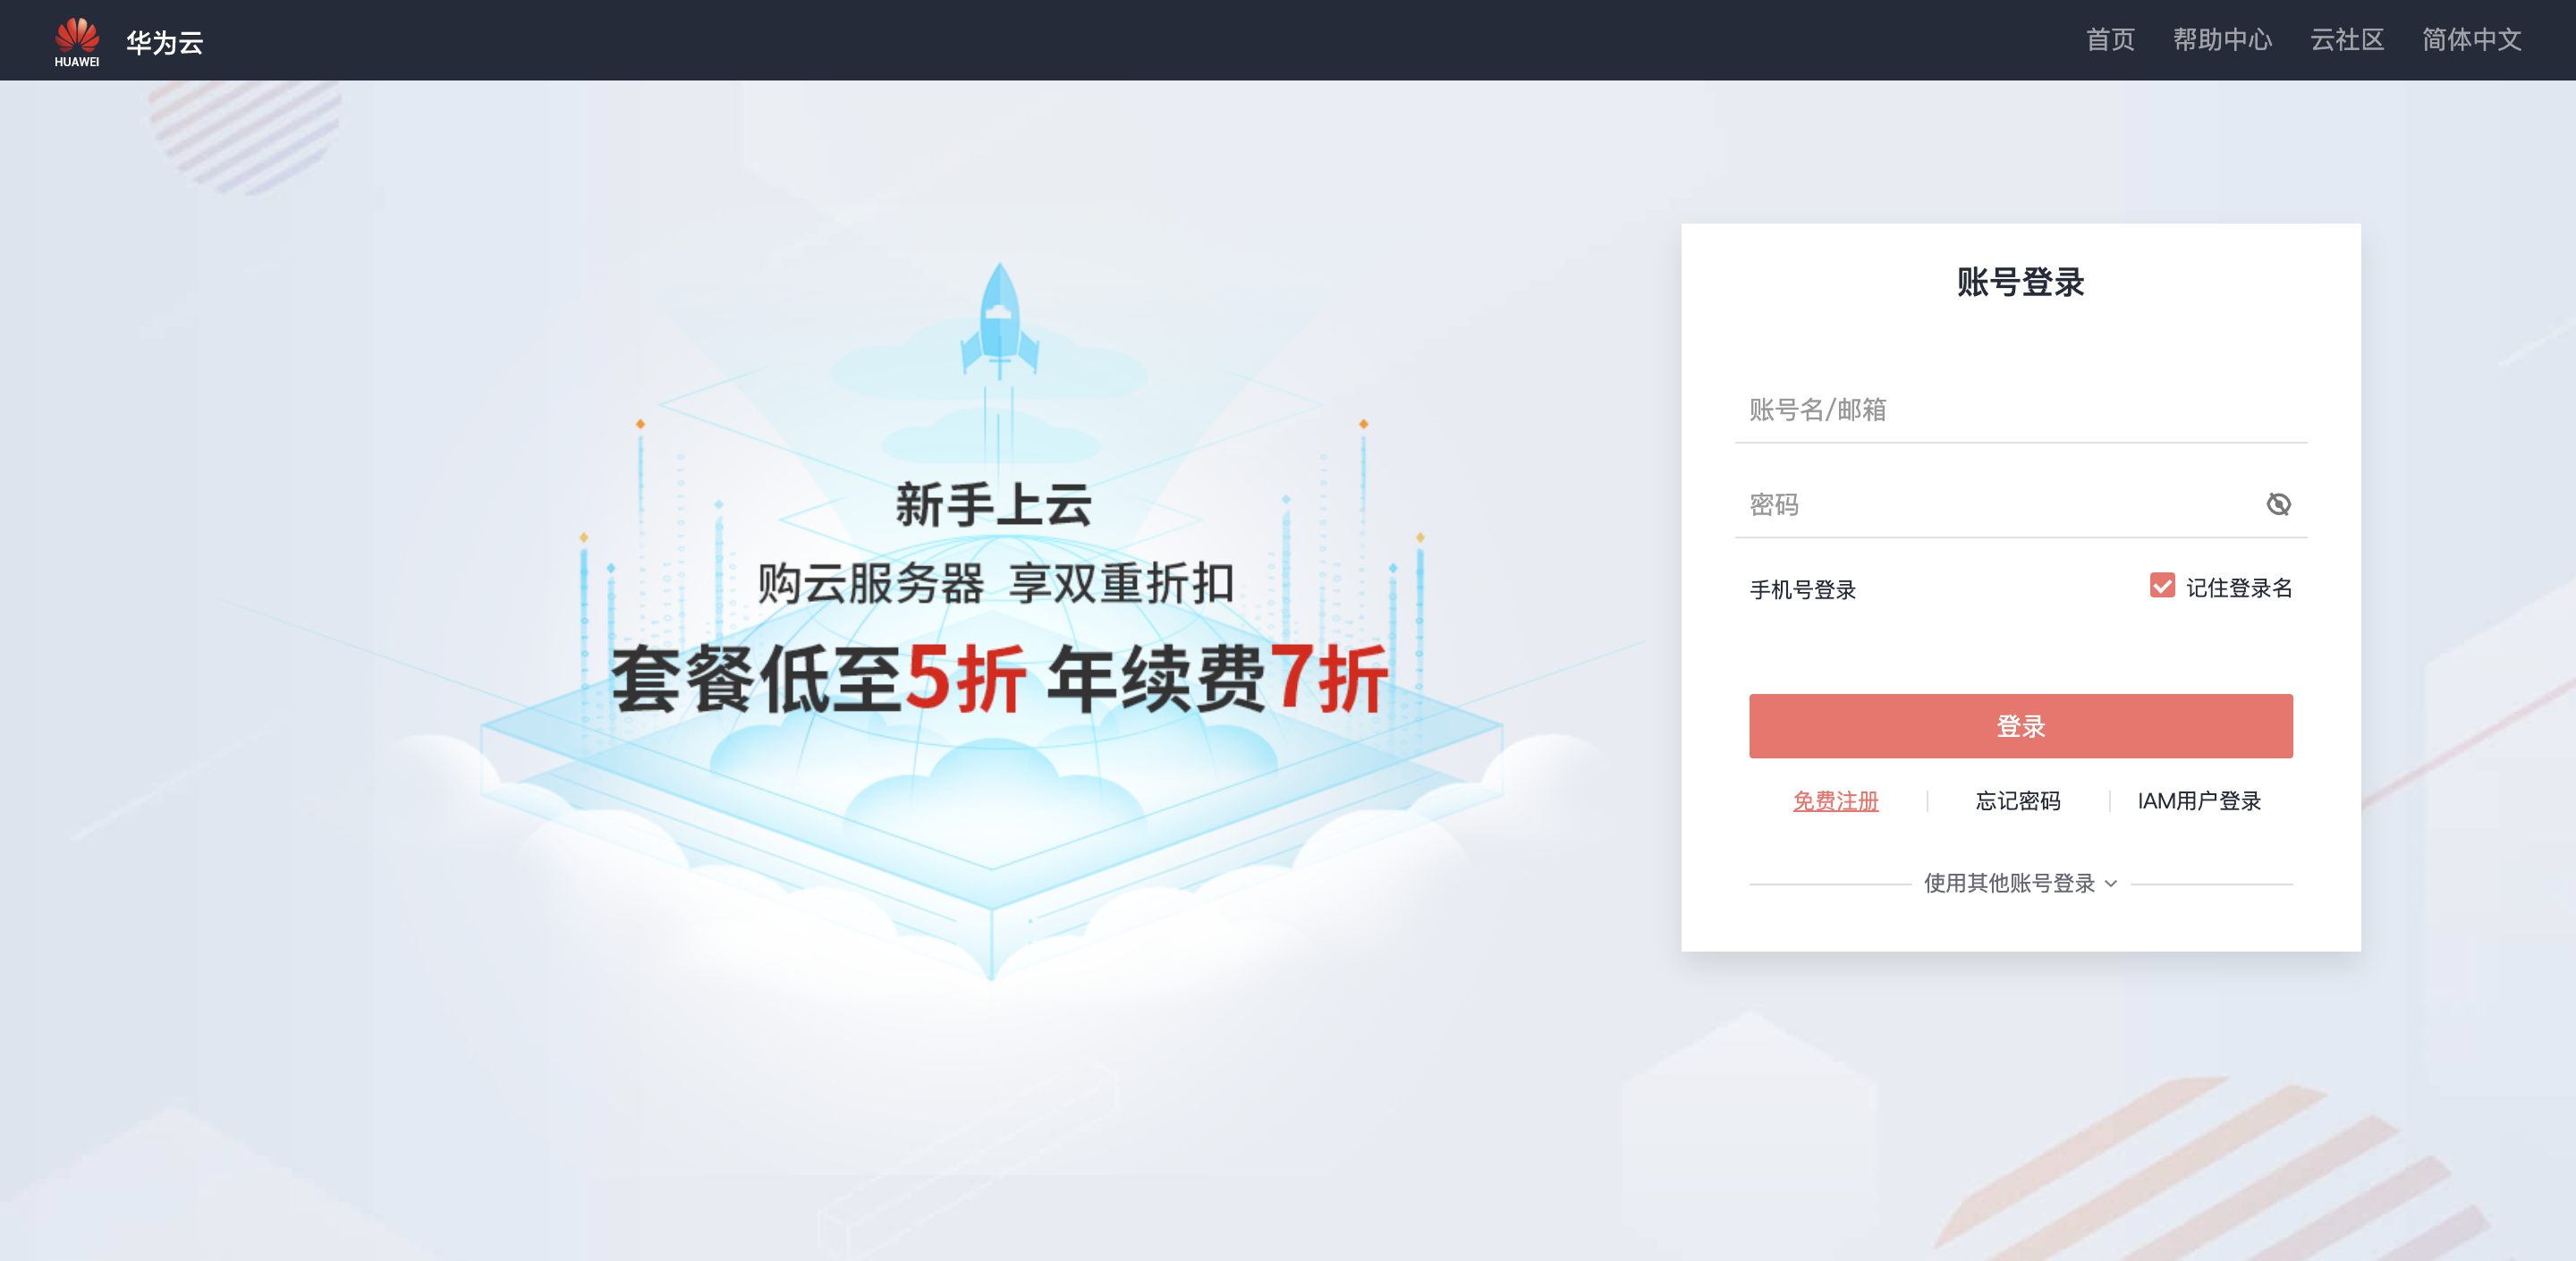 HUAWEI
华为云
首页 帮助中心 云社区 简体中文
新手上云
购云服务器 享双重折扣
套餐低至5折 年续费7折
账号登录
账号名/邮箱
密码
手机号登录 记住登录名
登录
免费注册 忘记密码 IAM用户登录
使用其他账号登录